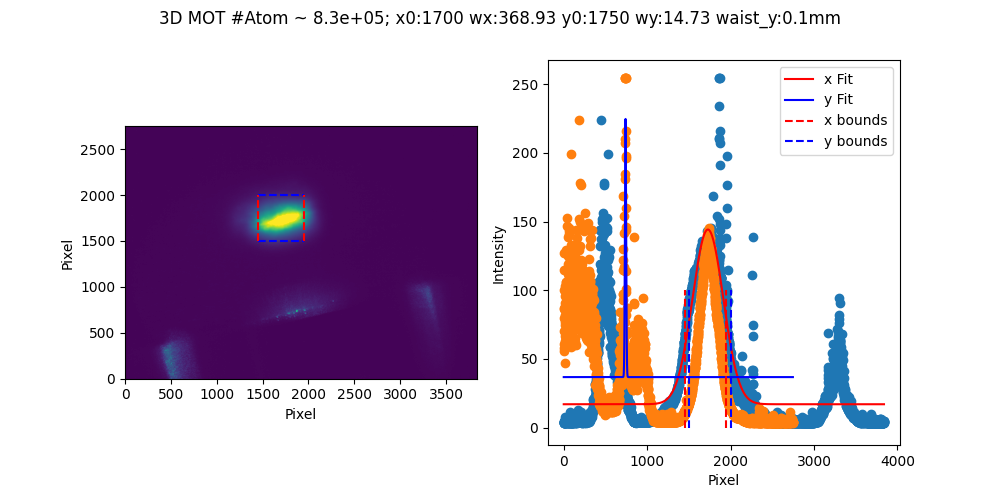 3D MOT #Atom ~ 8.3e+05; x0:1700 wx:368.93 y0:1750 wy:14.73 waist_y:0.1mm
2500
2000
1500
1000
500
0
Pixel
0 500 1000 1500 2000 2500 3000 3500
Pixel
250
200
150
100
50
0
Intensity
0 1000 2000 3000 4000
Pixel
x Fit
y Fit
x bounds
y bounds